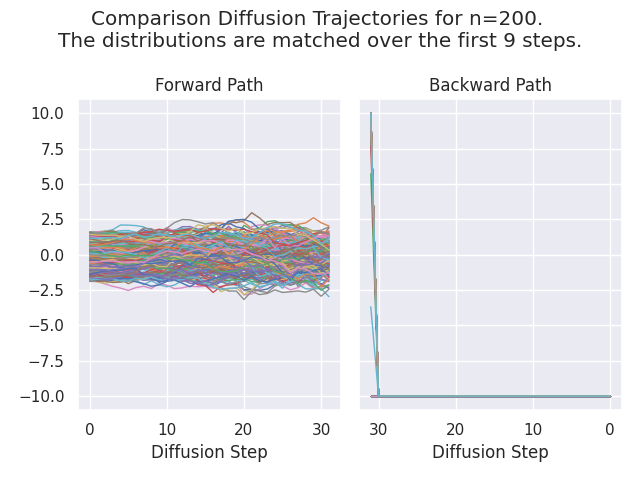 Comparison Diffusion Trajectories for n=200.
The distributions are matched over the first 9 steps.
Forward Path
Backward Path
10.0
7.5
5.0
2.5
0.0
−2.5
−5.0
−7.5
−10.0
0 10 20 30
30 20 10 0
Diffusion Step
Diffusion Step